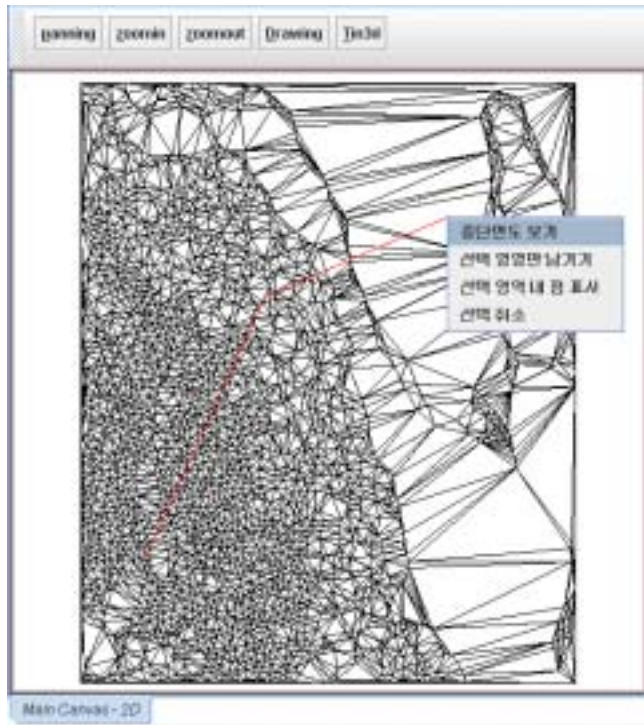 panning zoomin zoomout Drawing Tin3d
종단면도 보기
선택 영역만 남기기
선택 영역 내 점 표시
선택 취소
Main Canvas - 2D